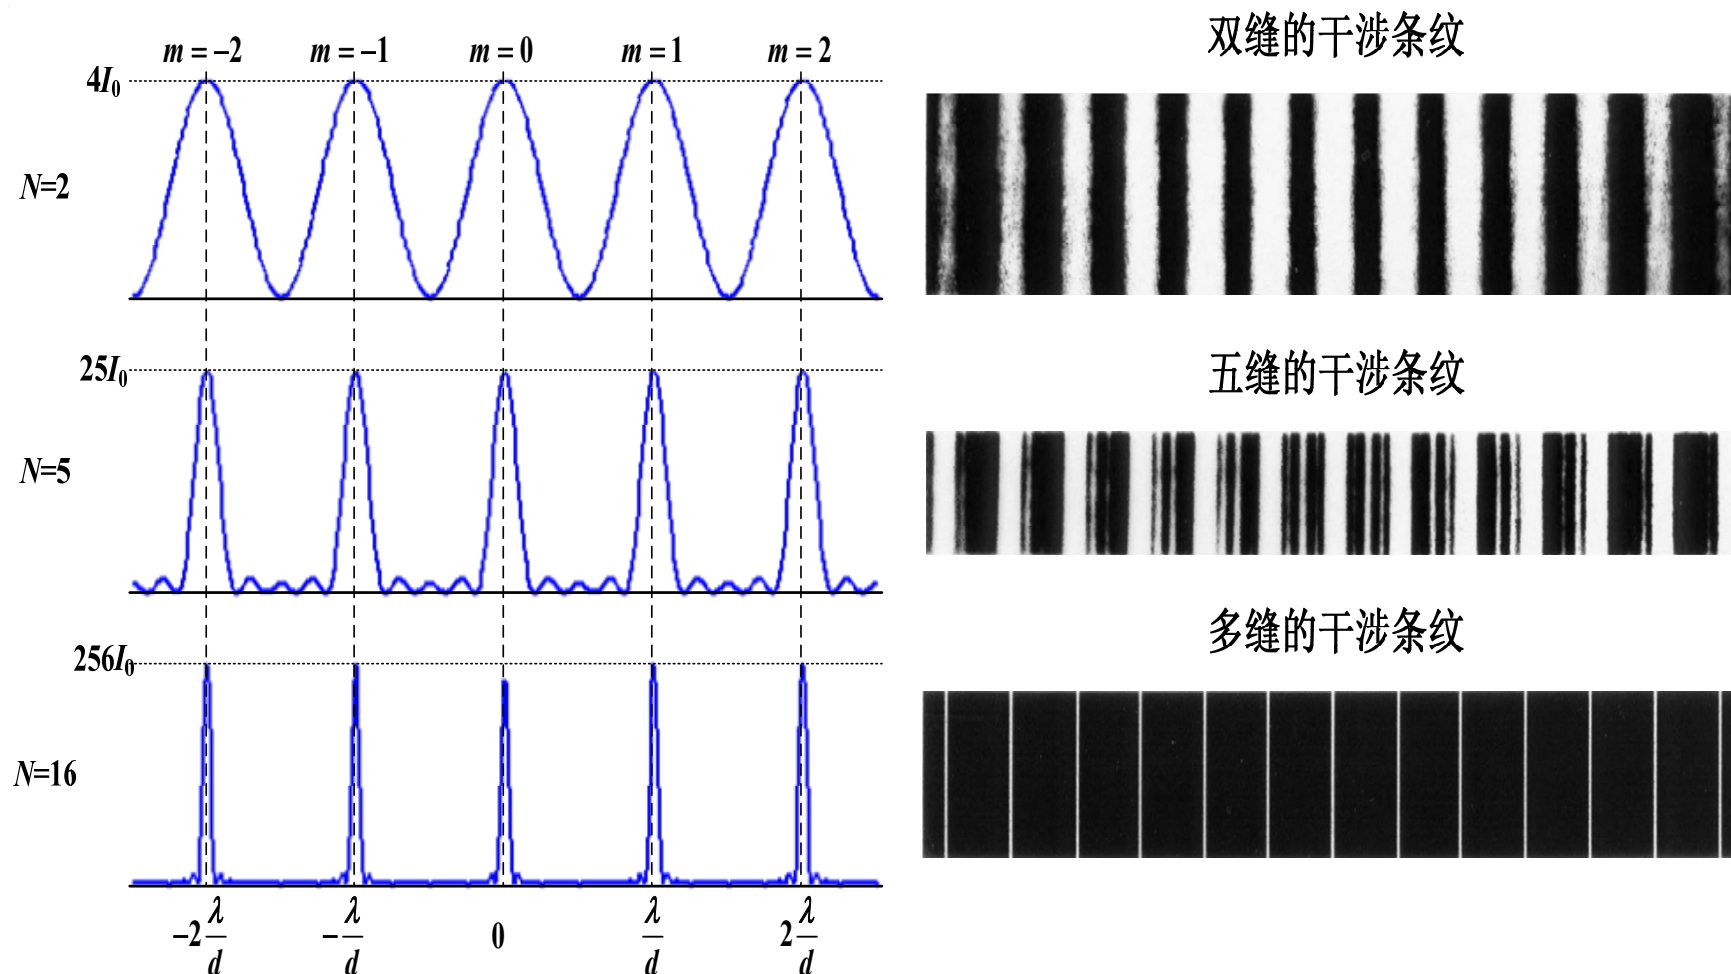 m = −2
m = −1
m = 0
m = 1
m = 2
4I₀
N=2
25I₀
N=5
256I₀
N=16
−2 λ/d
− λ/d
0
λ/d
2 λ/d
双缝的干涉条纹
五缝的干涉条纹
多缝的干涉条纹